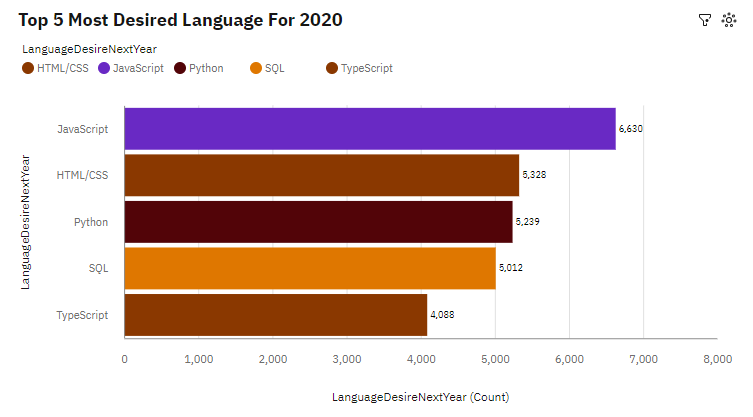 Top 5 Most Desired Language For 2020
LanguageDesireNextYear
HTML/CSS JavaScript Python SQL TypeScript
LanguageDesireNextYear
JavaScript 6,630
HTML/CSS 5,328
Python 5,239
SQL 5,012
TypeScript 4,088
0 1,000 2,000 3,000 4,000 5,000 6,000 7,000 8,000
LanguageDesireNextYear (Count)